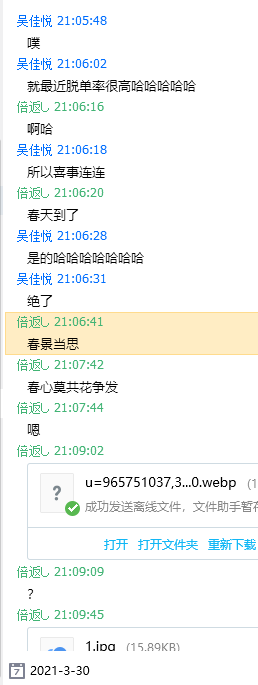 吴佳悦 21:05:48
噗
吴佳悦 21:06:02
就最近脱单率很高哈哈哈哈哈
倍返し 21:06:16
啊哈
吴佳悦 21:06:18
所以喜事连连
倍返し 21:06:20
春天到了
吴佳悦 21:06:28
是的哈哈哈哈哈哈哈
吴佳悦 21:06:31
绝了
倍返し 21:06:41
春景当思
倍返し 21:07:42
春心莫共花争发
倍返し 21:07:44
嗯
倍返し 21:09:02
u=965751037,3...0.webp (1
成功发送离线文件，文件助手暂存
打开 打开文件夹 重新下载
倍返し 21:09:09
?
倍返し 21:09:45
1.jpg (15.89KB)
7 2021-3-30